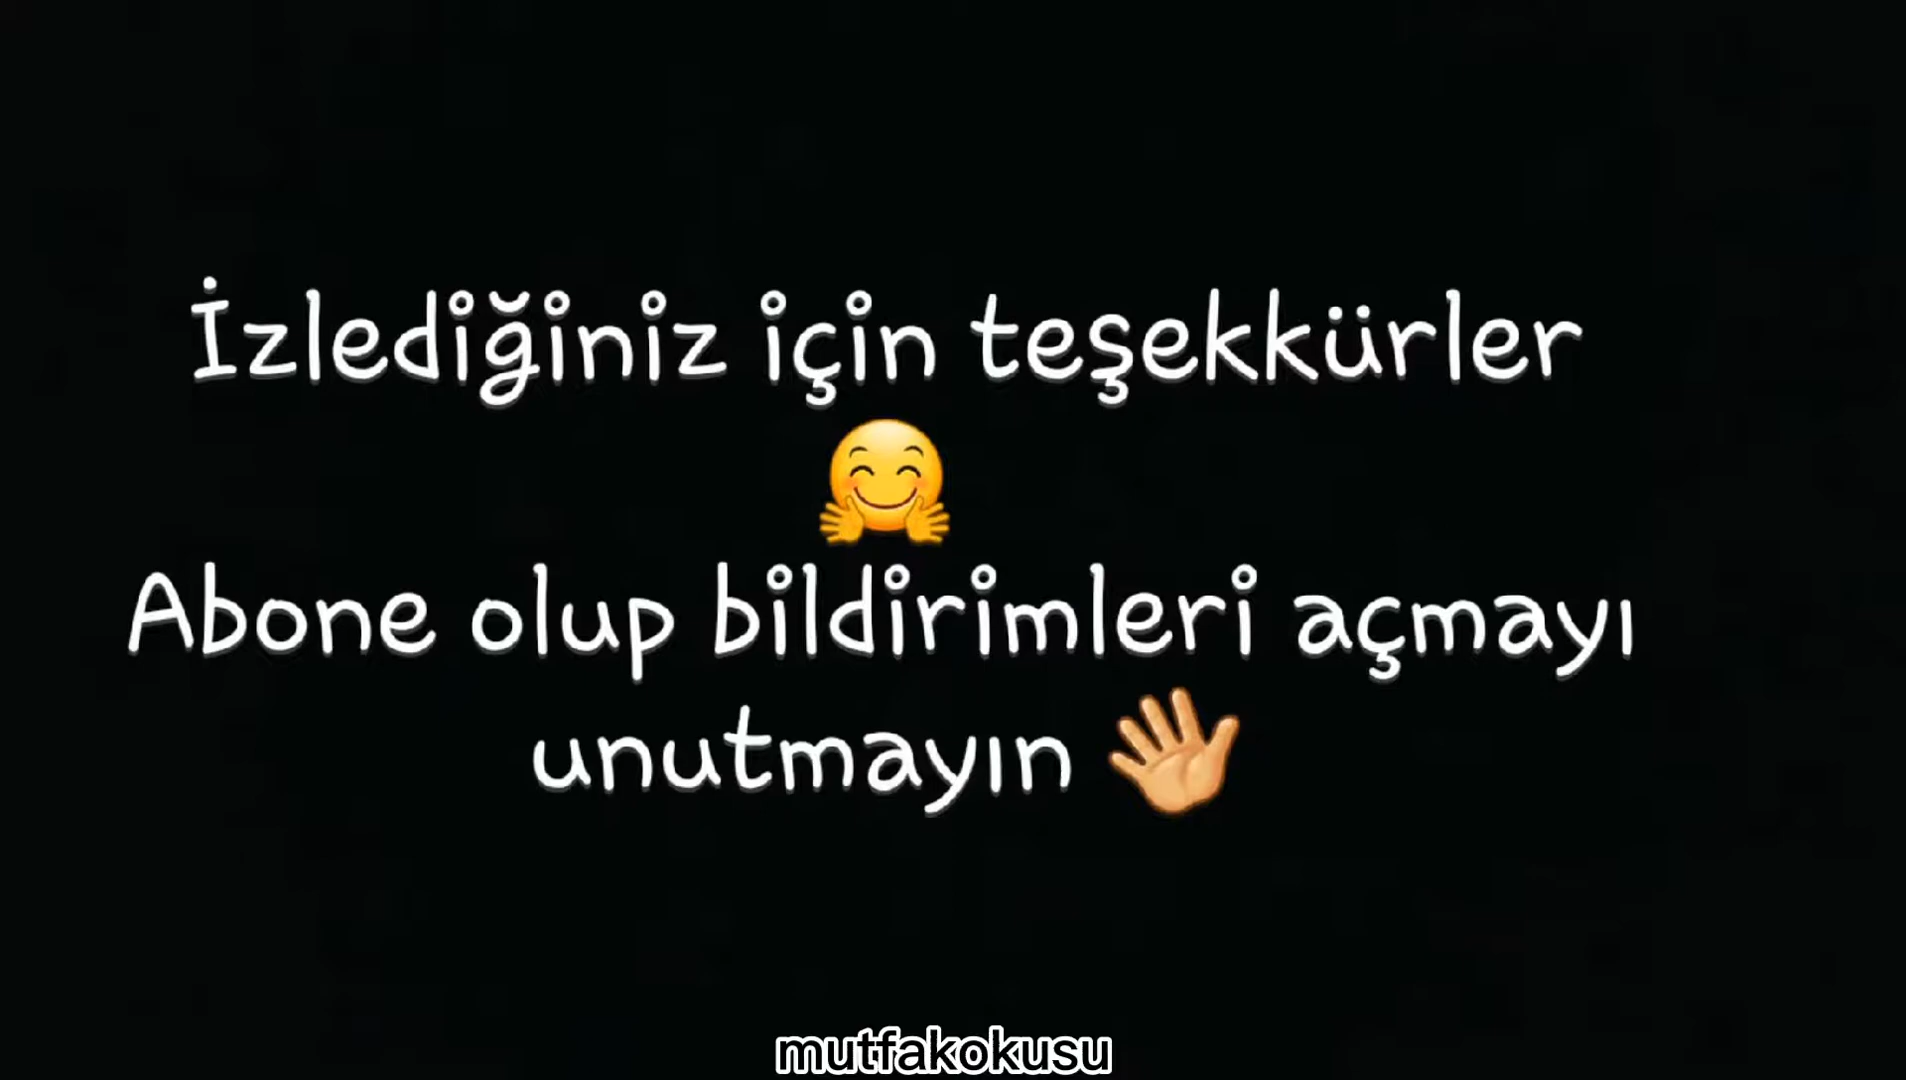 İzlediğiniz için teşekkürler
🤗
Abone olup bildirimleri açmayı
unutmayın 👋
mutfakokusu